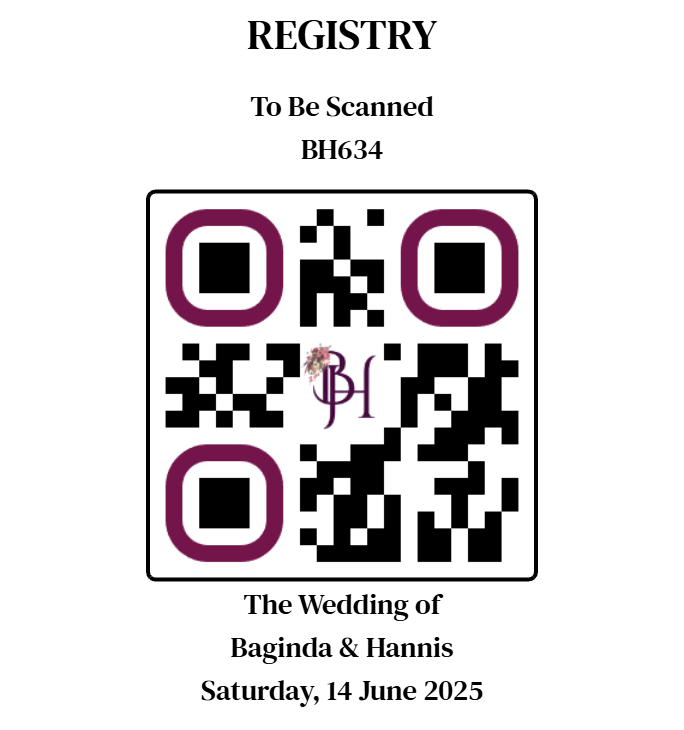 REGISTRY
To Be Scanned
BH634
BH
The Wedding of
Baginda & Hannis
Saturday, 14 June 2025